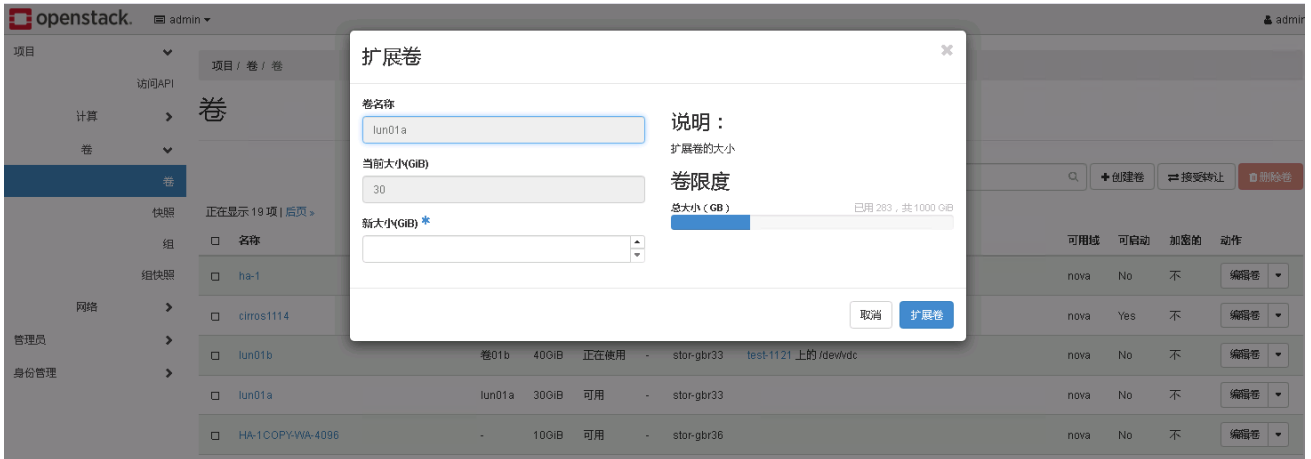 openstack. admin admin
项目
访问API
计算
卷
卷
快照
组
组快照
网络
管理员
身份管理
项目 / 卷 / 卷
卷
+创建卷 接受转让 删除卷
正在显示 19 项 | 后页 »
名称 可用域 可启动 加密的 动作
ha-1 nova No 不 编辑卷
cirros1114 nova Yes 不 编辑卷
lun01b 卷01b 40GiB 正在使用 - stor-gbr33 test-1121 上的 /dev/vdc nova No 不 编辑卷
lun01a lun01a 30GiB 可用 - stor-gbr33 nova No 不 编辑卷
HA-1COPY-WA-4096 - 10GiB 可用 - stor-gbr36 nova No 不 编辑卷
扩展卷 ×
卷名称
lun01a
当前大小(GiB)
30
新大小(GiB) *
说明：
扩展卷的大小
卷限度
总大小（GB） 已用 283，共 1000 GiB
取消 扩展卷